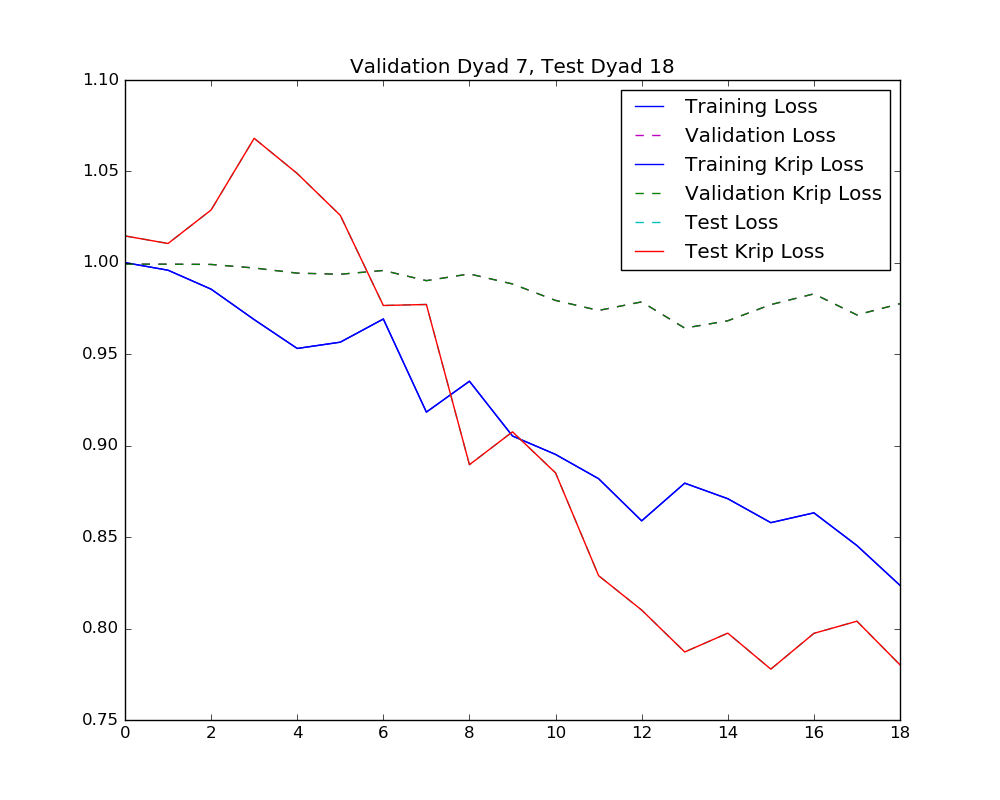 Validation Dyad 7, Test Dyad 18
1.10
1.05
1.00
0.95
0.90
0.85
0.80
0.75
Training Loss
Validation Loss
Training Krip Loss
Validation Krip Loss
Test Loss
Test Krip Loss
0 2 4 6 8 10 12 14 16 18